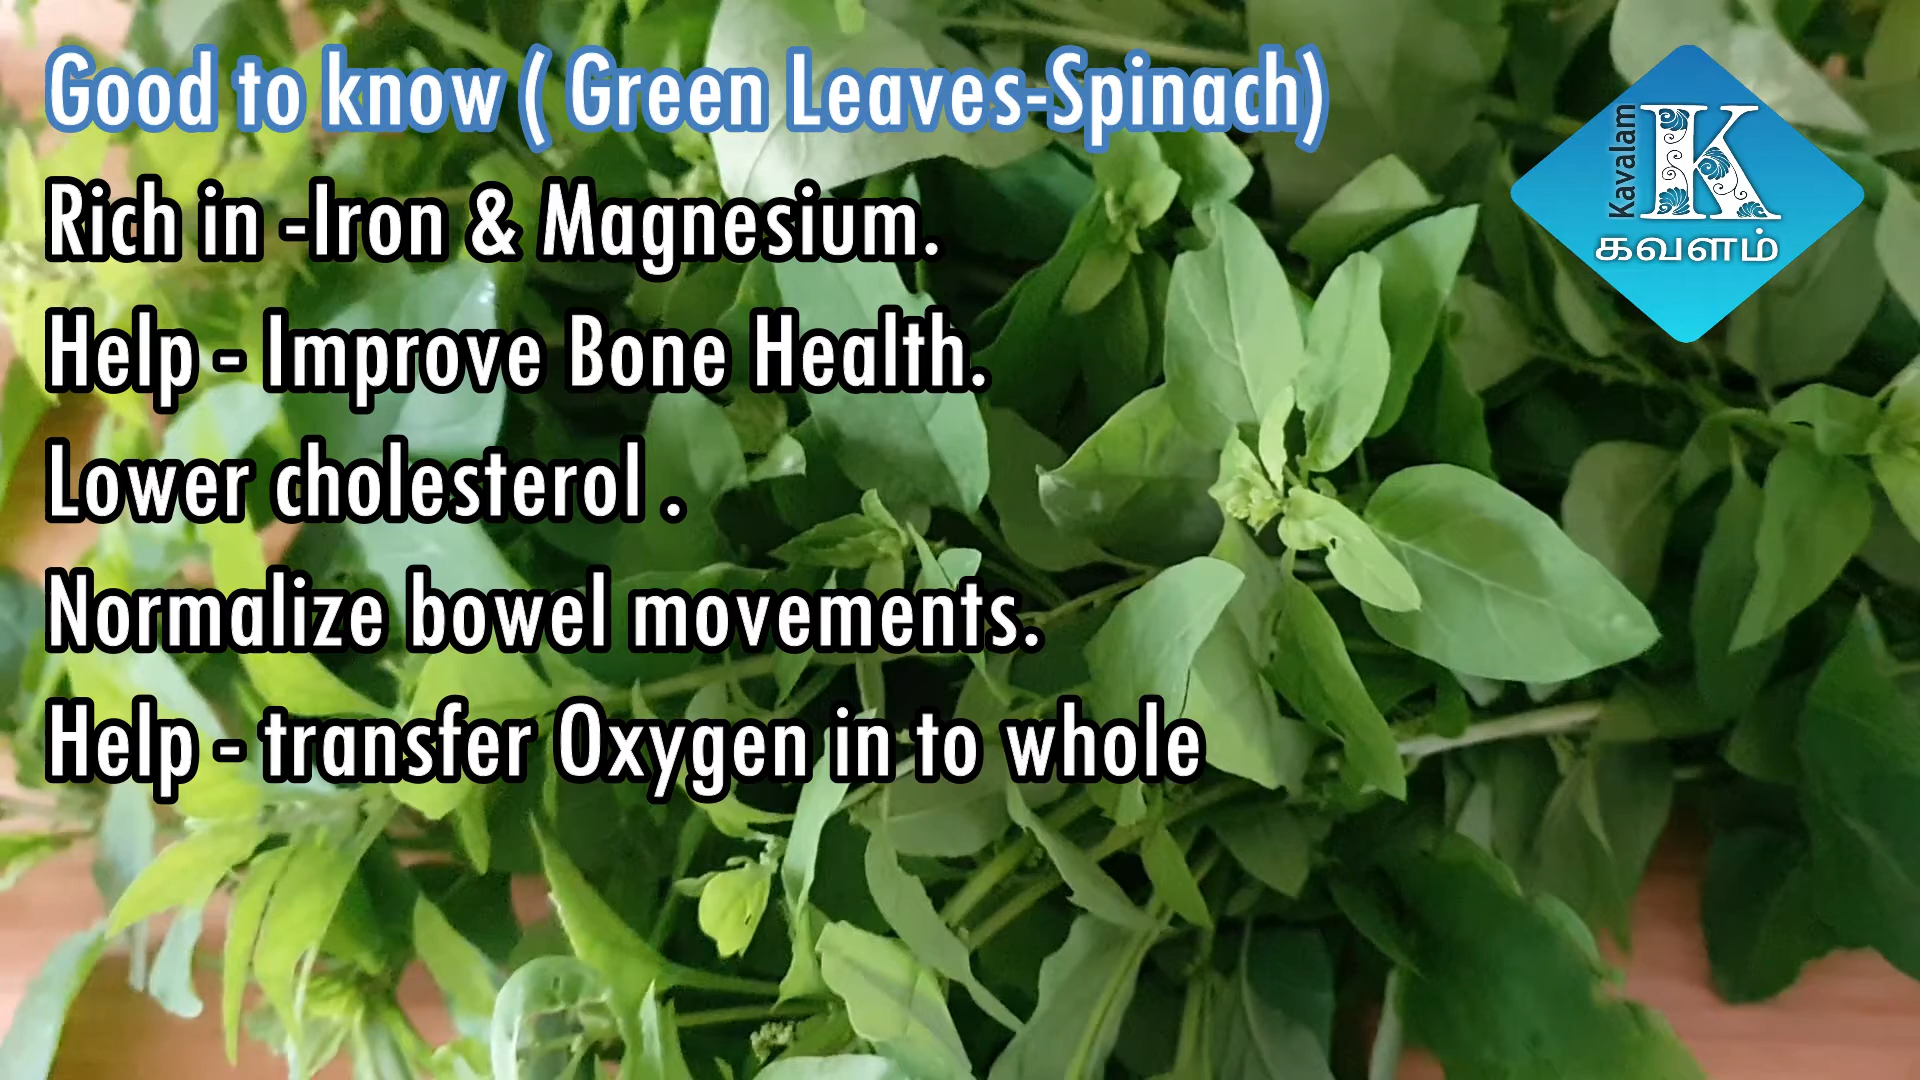 Good to know ( Green Leaves-Spinach)
Rich in -Iron & Magnesium.
Help - Improve Bone Health.
Lower cholesterol .
Normalize bowel movements.
Help - transfer Oxygen in to whole
Kavalam
K
கவளம்